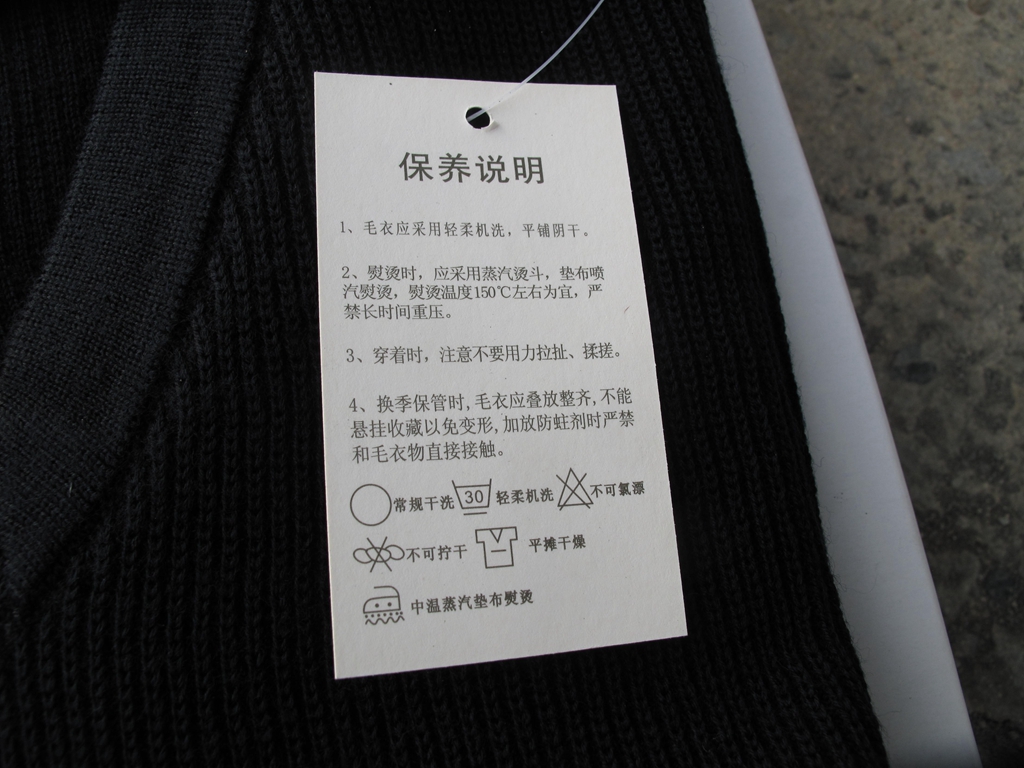 保养说明
1、毛衣应采用轻柔机洗，平铺阴干。
2、熨烫时，应采用蒸汽烫斗，垫布喷
汽熨烫，熨烫温度150℃左右为宜，严
禁长时间重压。
3、穿着时，注意不要用力拉扯、揉搓。
4、换季保管时,毛衣应叠放整齐,不能
悬挂收藏以免变形,加放防蛀剂时严禁
和毛衣物直接接触。
常规干洗 30 轻柔机洗 不可氯漂
不可拧干 平摊干燥
中温蒸汽垫布熨烫